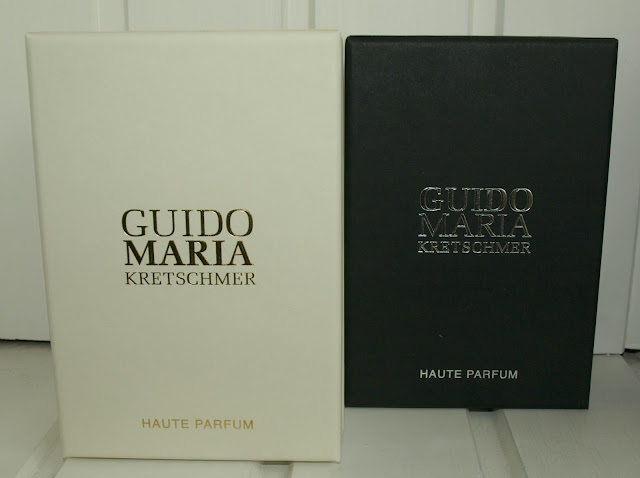 GUIDO
MARIA
KRETSCHMER
HAUTE PARFUM
GUIDO
MARIA
KRETSCHMER
HAUTE PARFUM